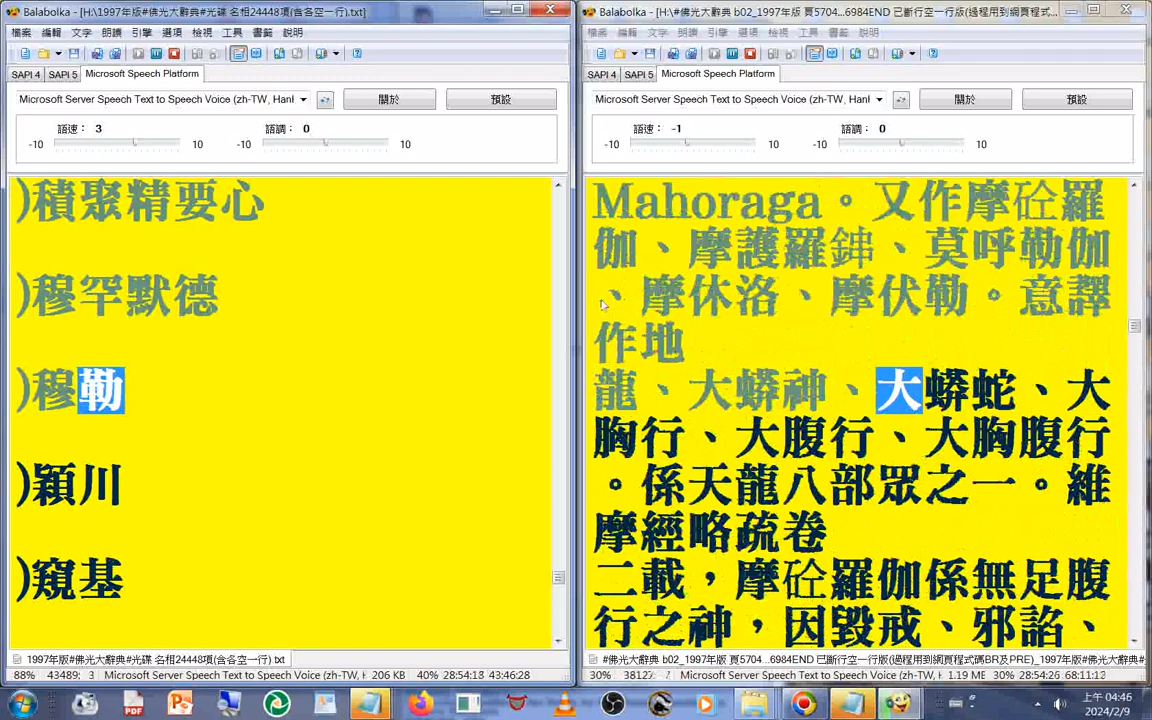 Balabolka - [H:\1997年版#佛光大辭典#光碟 名相24448項(含各空一行).txt]
檔案 編輯 文字 朗讀 引擎 選項 檢視 工具 書籤 說明
SAPI 4 SAPI 5 Microsoft Speech Platform
Microsoft Server Speech Text to Speech Voice (zh-TW, Hanl
關於 預設
語速: 3 語調: 0
-10 10 -10 10
)積聚精要心
)穆罕默德
)穆勒
)穎川
)窺基
1997年版#佛光大辭典#光碟 名相24448項(含各空一行).txt
88% 43489: 3 Microsoft Server Speech Text to Speech Voice (zh-TW, H 206 KB 40% 28:54:18 43:46:28
Balabolka - [H:\#佛光大辭典 b02_1997年版 頁5704...6984END 已斷行空一行版(過程用到網頁程式...
檔案 編輯 文字 朗讀 引擎 選項 檢視 工具 書籤 說明
SAPI 4 SAPI 5 Microsoft Speech Platform
Microsoft Server Speech Text to Speech Voice (zh-TW, Hanl
關於 預設
語速: -1 語調: 0
-10 10 -10 10
Mahoraga。又作摩硂羅
伽、摩護羅鉮、莫呼勒伽
、摩休洛、摩伏勒。意譯
作地
龍、大蟒神、大蟒蛇、大
胸行、大腹行、大胸腹行
。係天龍八部眾之一。維
摩經略疏卷
二載，摩硂羅伽係無足腹
行之神，因毀戒、邪諂、
#佛光大辭典 b02_1997年版 頁5704...6984END 已斷行空一行版(過程用到網頁程式碼BR及PRE)_1997年版#
30% 38127: Microsoft Server Speech Text to Speech Voice (zh-TW, H 1.19 MB 30% 28:54:26 68:11:13
PDF
上午 04:46
2024/2/9